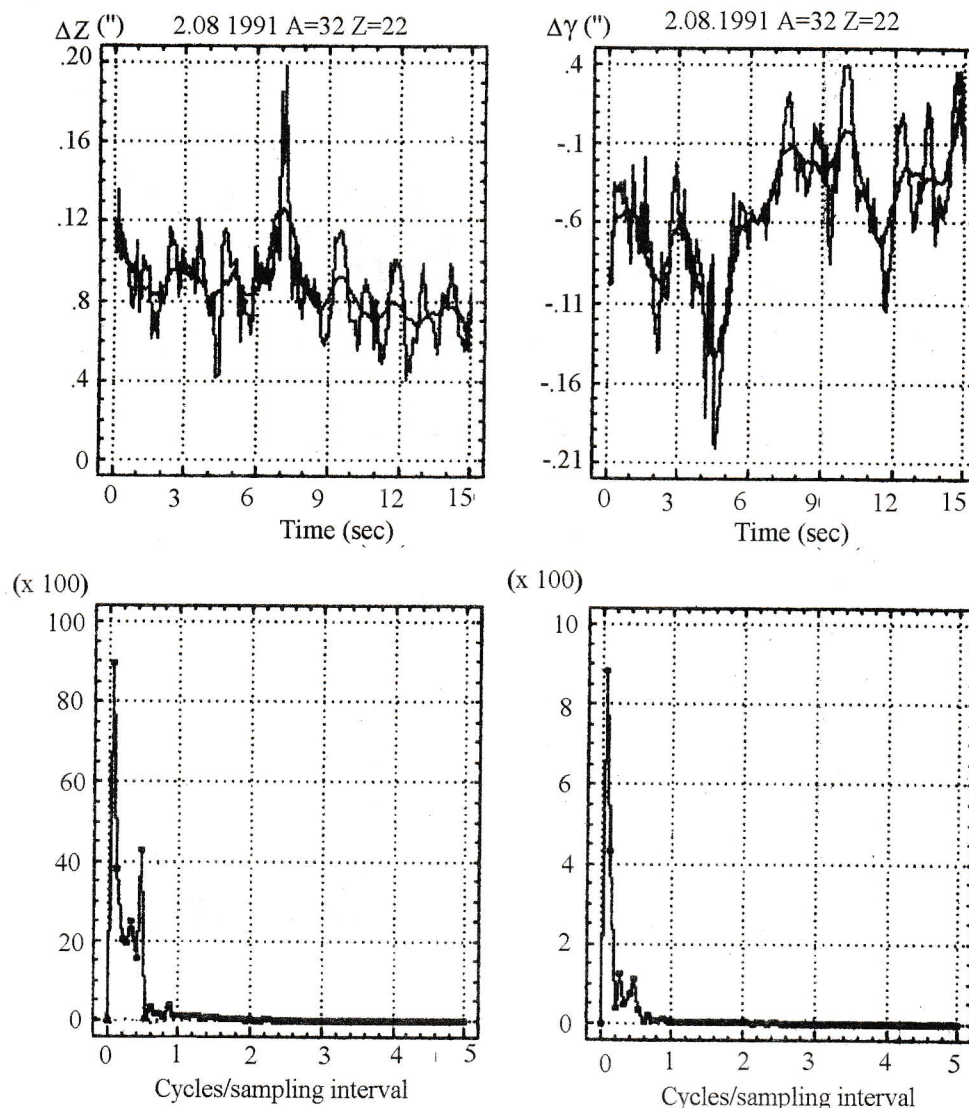 ΔZ (") 2.08 1991 A=32 Z=22
.20
.16
.12
.8
.4
0
0 3 6 9 12 15
Time (sec)
Δγ (") 2.08.1991 A=32 Z=22
.4
-.1
-.6
-.11
-.16
-.21
0 3 6 9 12 15
Time (sec)
(x 100)
100
80
60
40
20
0
0 1 2 3 4 5
Cycles/sampling interval
(x 100)
10
8
6
4
2
0
0 1 2 3 4 5
Cycles/sampling interval